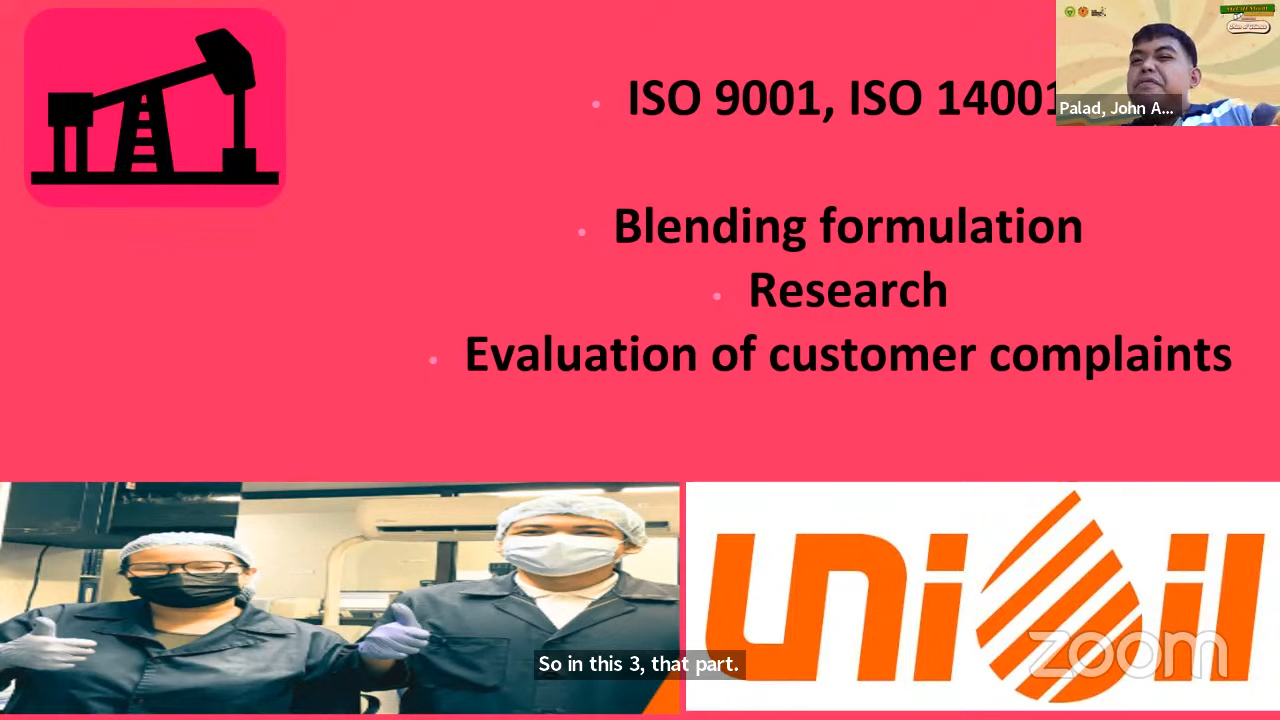 ISO 9001, ISO 14001
Palad, John A...
Blending formulation
Research
Evaluation of customer complaints
unioil
zoom
So in this 3, that part.